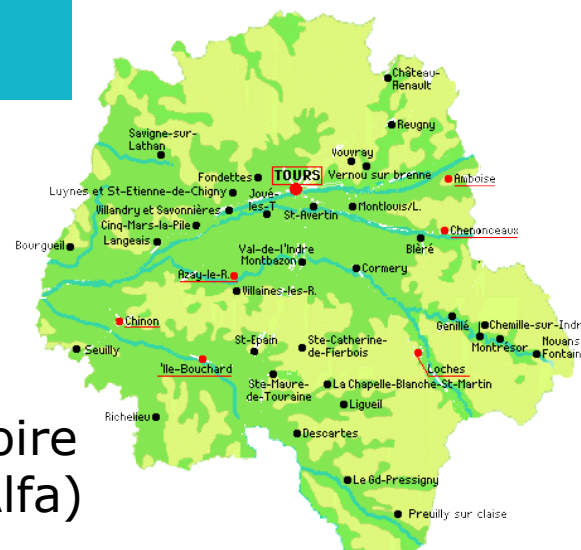 Château-
Renault
Reugny
Savigne-sur-
Lathan
Vouvray
Vernou sur brenne
Fondettes
TOURS
Amboise
Luynes et St-Etienne-de-Chigny
Joué-
les-T
Villandry et Savonnières
St-Avertin
Montlouis/L.
Cinq-Mars-la-Pile
Chenonceaux
Langeais
Bourgueil
Bléré
Val-de-l'Indre
Montbazon
Cormery
Azay-le-R.
Villaines-les-R.
Chinon
Genillé
Chemille-sur-Indr
Montrésor
Nouans
Fontain
Seuilly
St-Epain
Ste-Catherine-
de-Fierbois
'Ile-Bouchard
Loches
Ste-Maure-
de-Touraine
La Chapelle-Blanche-St-Martin
Ligueil
Richelieu
Descartes
oire
lfa)
Le Gd-Pressigny
Preuilly sur claise